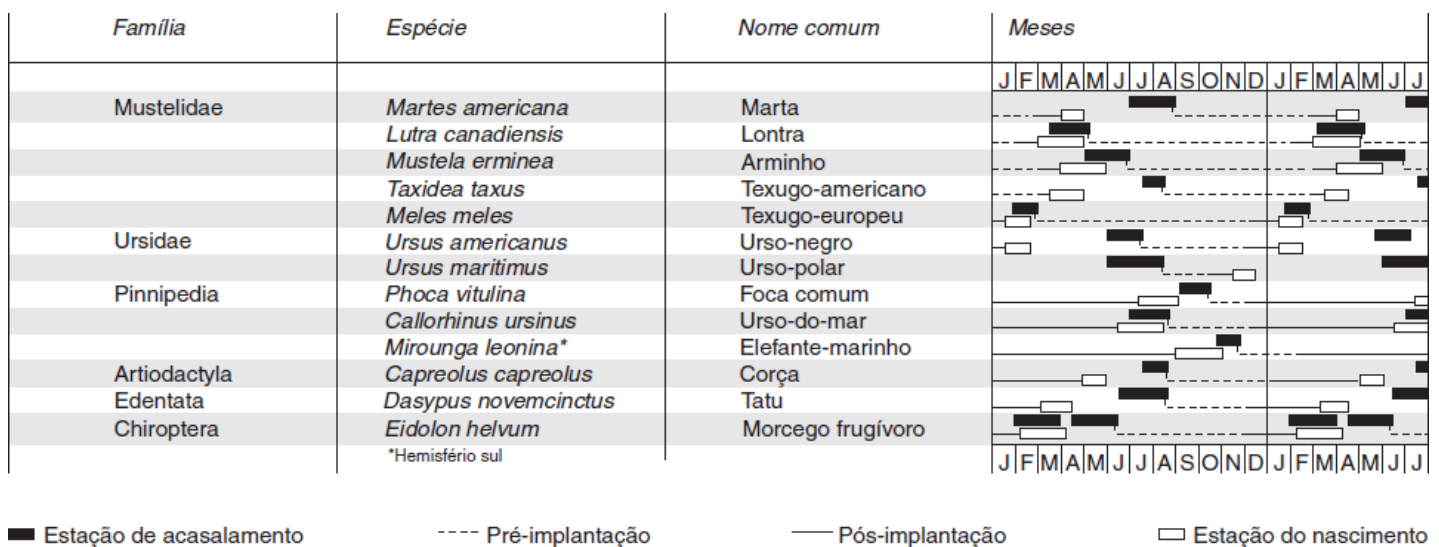 Família Espécie Nome comum Meses
J F M A M J J A S O N D J F M A M J J
Mustelidae Martes americana Marta
Lutra canadiensis Lontra
Mustela erminea Arminho
Taxidea taxus Texugo-americano
Meles meles Texugo-europeu
Ursidae Ursus americanus Urso-negro
Ursus maritimus Urso-polar
Pinnipedia Phoca vitulina Foca comum
Callorhinus ursinus Urso-do-mar
Mirounga leonina* Elefante-marinho
Artiodactyla Capreolus capreolus Corça
Edentata Dasypus novemcinctus Tatu
Chiroptera Eidolon helvum Morcego frugívoro
*Hemisfério sul
J F M A M J J A S O N D J F M A M J J
Estação de acasalamento Pré-implantação Pós-implantação Estação do nascimento